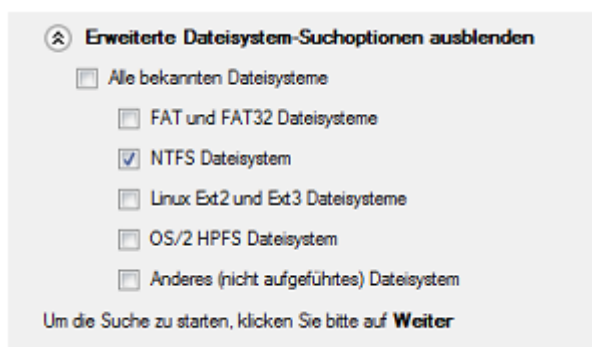 Erweiterte Dateisystem-Suchoptionen ausblenden
Alle bekannten Dateisysteme
FAT und FAT32 Dateisysteme
NTFS Dateisystem
Linux Ext2 und Ext3 Dateisysteme
OS/2 HPFS Dateisystem
Anderes (nicht aufgeführtes) Dateisystem
Um die Suche zu starten, klicken Sie bitte auf Weiter